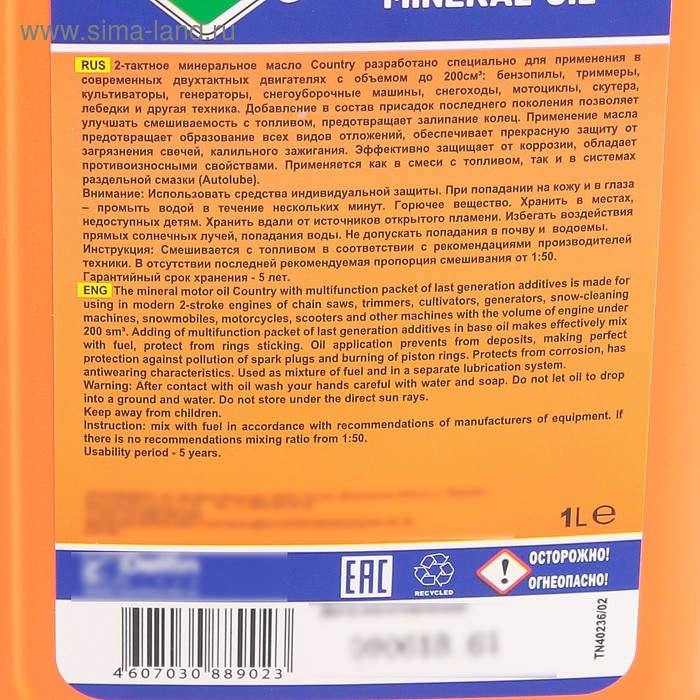 www.sima-land.ru
MINERAL OIL
RUS 2-тактное минеральное масло Country разработано специально для применения в
современных двухтактных двигателях с объемом до 200см³: бензопилы, триммеры,
культиваторы, генераторы, снегоуборочные машины, снегоходы, мотоциклы, скутера,
лебедки и другая техника. Добавление в состав присадок последнего поколения позволяет
улучшать смешиваемость с топливом, предотвращает залипание колец. Применение масла
предотвращает образование всех видов отложений, обеспечивает прекрасную защиту от
загрязнения свечей, калильного зажигания. Эффективно защищает от коррозии, обладает
противоизносными свойствами. Применяется как в смеси с топливом, так и в системах
раздельной смазки (Autolube).
Внимание: Использовать средства индивидуальной защиты. При попадании на кожу и в глаза
– промыть водой в течение нескольких минут. Горючее вещество. Хранить в местах,
недоступных детям. Хранить вдали от источников открытого пламени. Избегать воздействия
прямых солнечных лучей, попадания воды. Не допускать попадания в почву и водоемы.
Инструкция: Смешивается с топливом в соответствии с рекомендациями производителей
техники. В отсутствии последней рекомендуемая пропорция смешивания от 1:50.
Гарантийный срок хранения - 5 лет.
ENG The mineral motor oil Country with multifunction packet of last generation additives is made for
using in modern 2-stroke engines of chain saws, trimmers, cultivators, generators, snow-cleaning
machines, snowmobiles, motorcycles, scooters and other machines with the volume of engine under
200 sm³. Adding of multifunction packet of last generation additives in base oil makes effectively mix
with fuel, protect from rings sticking. Oil application prevents from deposits, making perfect
protection against pollution of spark plugs and burning of piston rings. Protects from corrosion, has
antiwearing characteristics. Used as mixture of fuel and in a separate lubrication system.
Warning: After contact with oil wash your hands careful with water and soap. Do not let oil to drop
into a ground and water. Do not store under the direct sun rays.
Keep away from children.
Instruction: mix with fuel in accordance with recommendations of manufacturers of equipment. If
there is no recommendations mixing ratio from 1:50.
Usability period - 5 years.
1L℮
EAC
RECYCLED
ОСТОРОЖНО!
ОГНЕОПАСНО!
TN40236/02
4607030889023